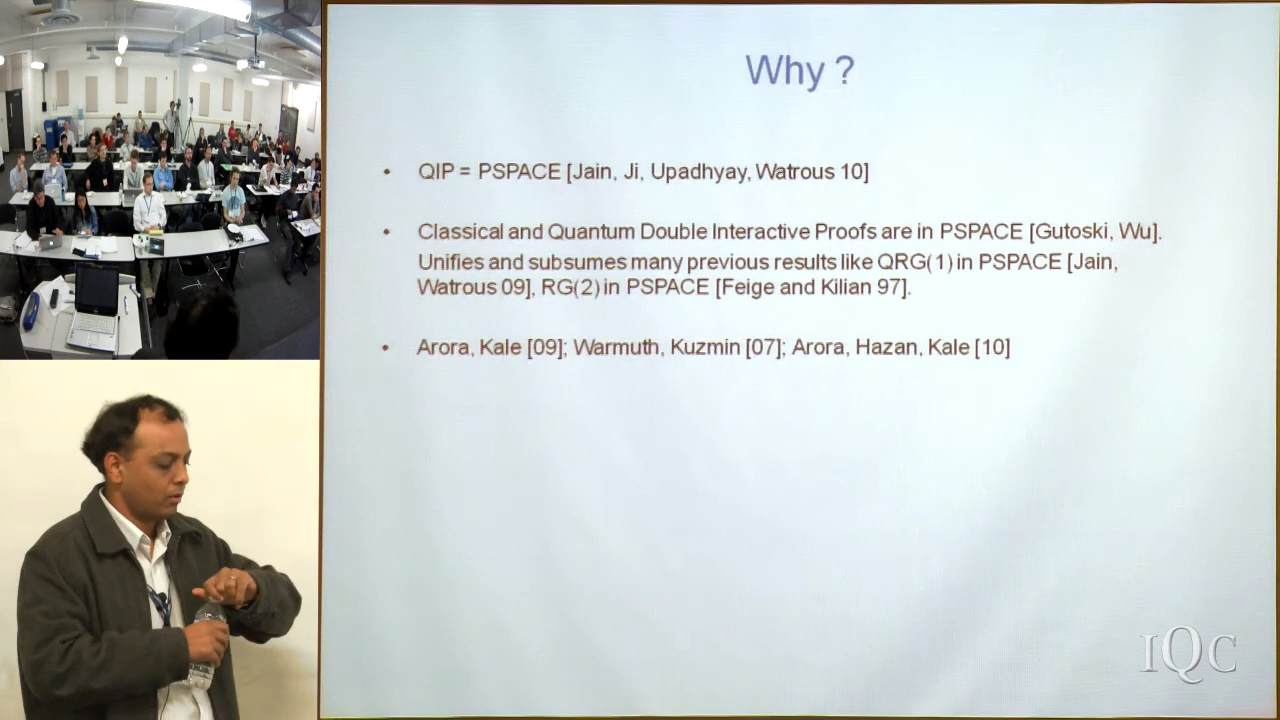 Why ?
• QIP = PSPACE [Jain, Ji, Upadhyay, Watrous 10]
• Classical and Quantum Double Interactive Proofs are in PSPACE [Gutoski, Wu].
Unifies and subsumes many previous results like QRG(1) in PSPACE [Jain,
Watrous 09], RG(2) in PSPACE [Feige and Kilian 97].
• Arora, Kale [09]; Warmuth, Kuzmin [07]; Arora, Hazan, Kale [10]
IQC